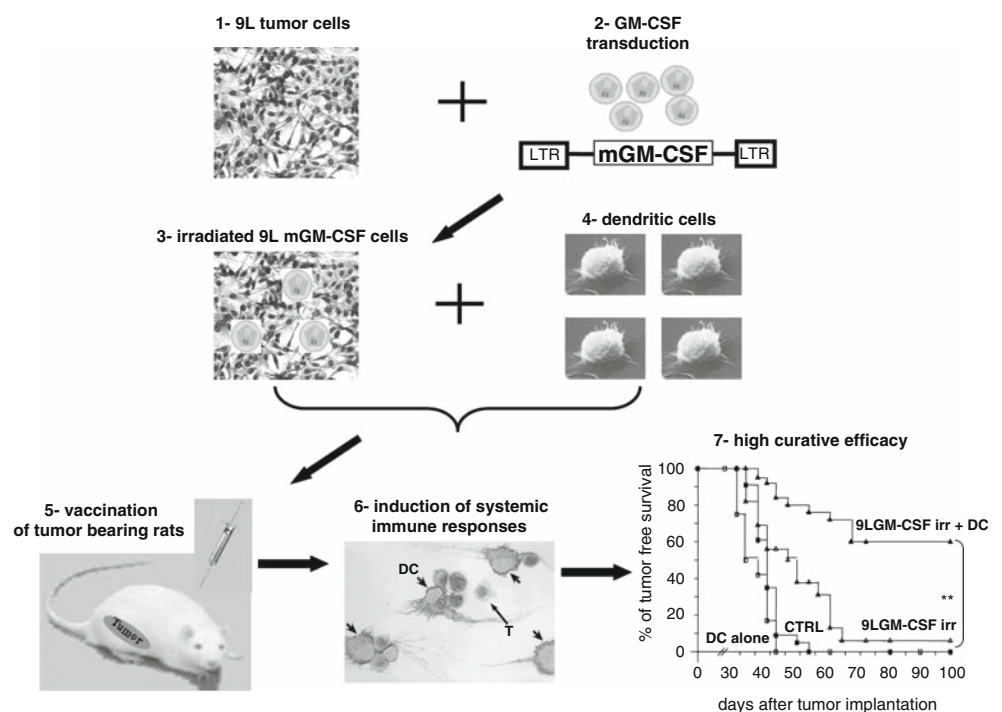 1- 9L tumor cells
2- GM-CSF
transduction
LTR
mGM-CSF
LTR
3- irradiated 9L mGM-CSF cells
4- dendritic cells
5- vaccination
of tumor bearing rats
Tumor
6- induction of systemic
immune responses
DC
T
7- high curative efficacy
% of tumor free survival
100
80
60
40
20
0
9LGM-CSF irr + DC
**
9LGM-CSF irr
DC alone
CTRL
0 30 40 50 60 70 80 90 100
days after tumor implantation